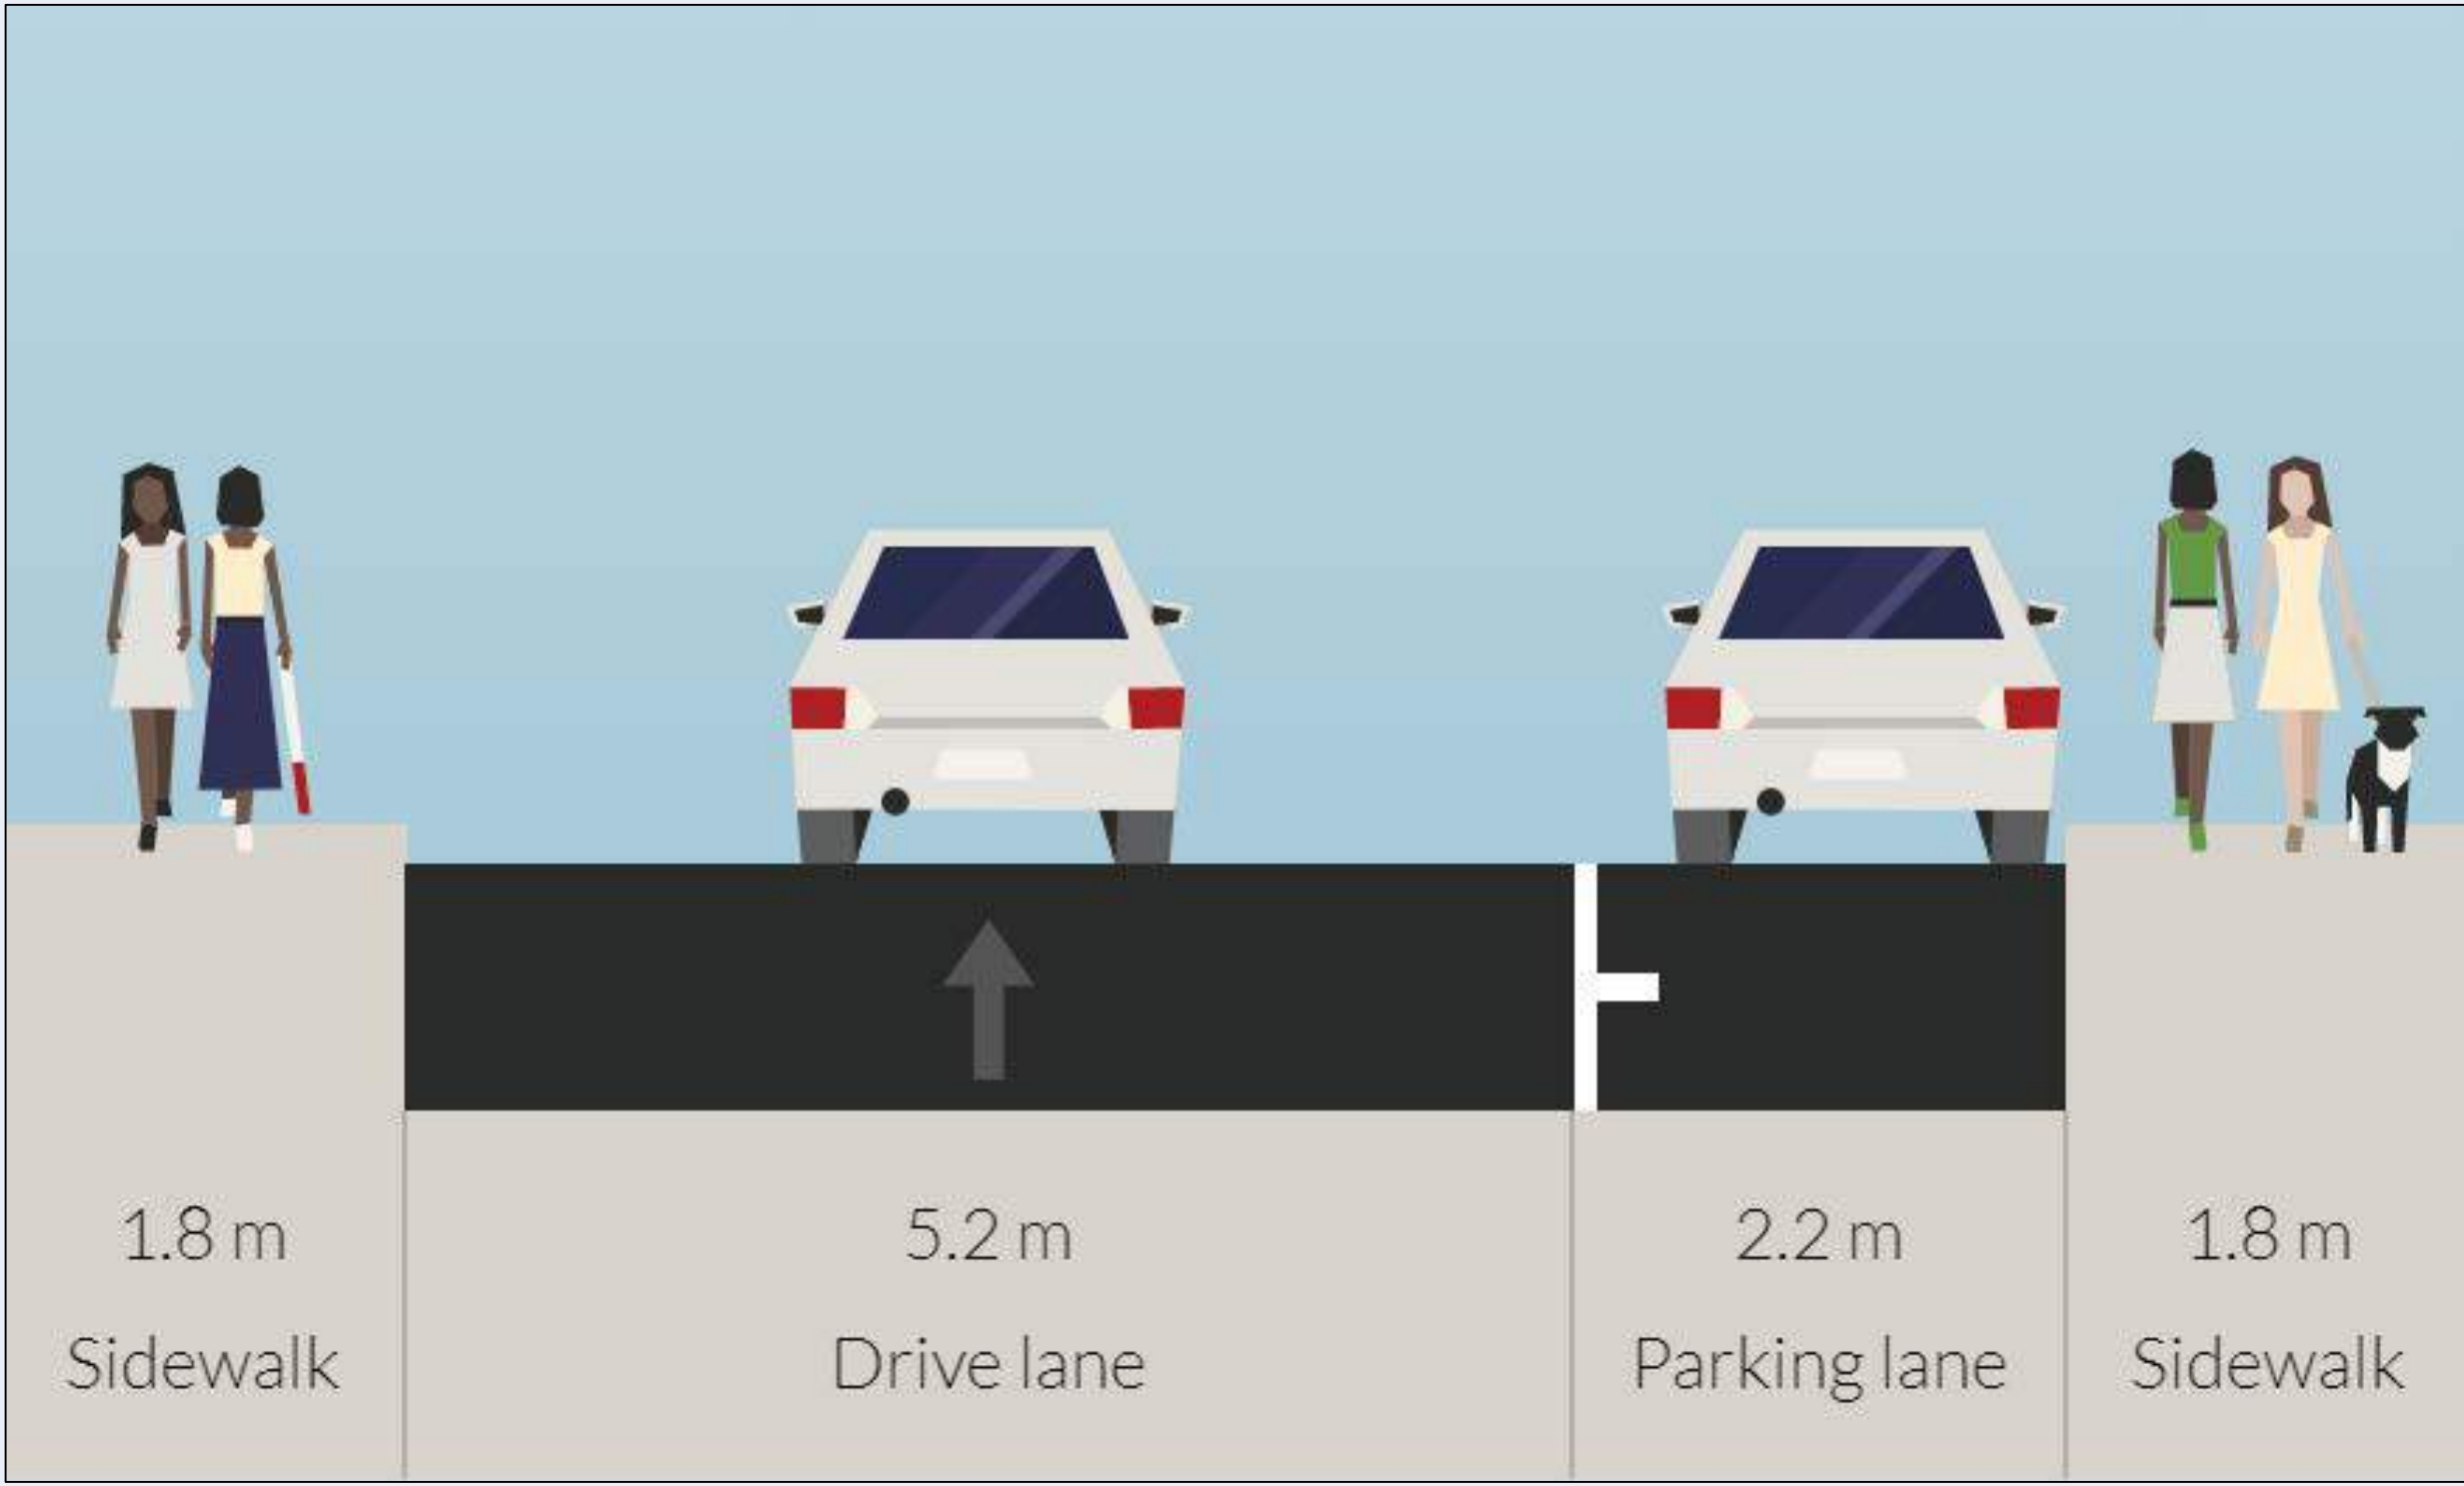 1.8 m
Sidewalk
5.2 m
Drive lane
2.2 m
Parking lane
1.8 m
Sidewalk